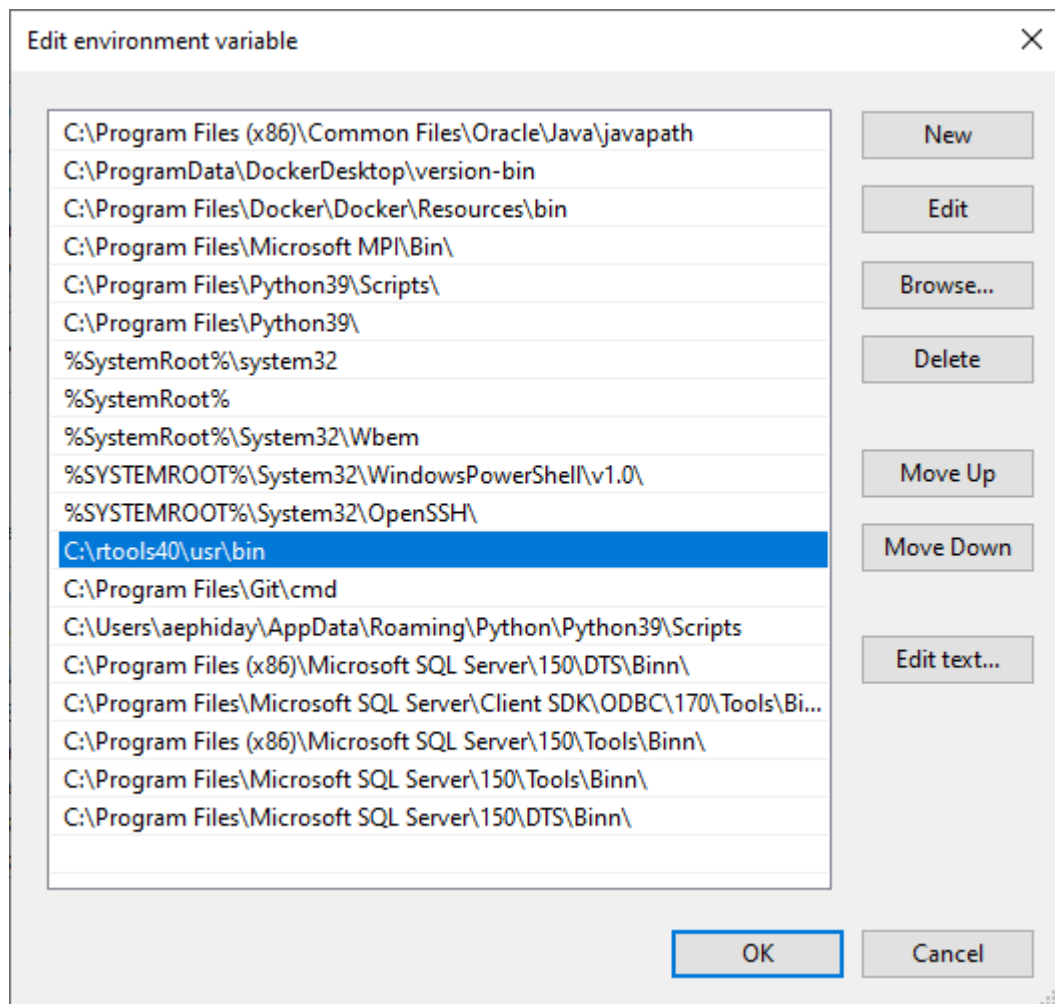 Edit environment variable
C:\Program Files (x86)\Common Files\Oracle\Java\javapath
C:\ProgramData\DockerDesktop\version-bin
C:\Program Files\Docker\Docker\Resources\bin
C:\Program Files\Microsoft MPI\Bin\
C:\Program Files\Python39\Scripts\
C:\Program Files\Python39\
%SystemRoot%\system32
%SystemRoot%
%SystemRoot%\System32\Wbem
%SYSTEMROOT%\System32\WindowsPowerShell\v1.0\
%SYSTEMROOT%\System32\OpenSSH\
C:\rtools40\usr\bin
C:\Program Files\Git\cmd
C:\Users\aephiday\AppData\Roaming\Python\Python39\Scripts
C:\Program Files (x86)\Microsoft SQL Server\150\DTS\Binn\
C:\Program Files\Microsoft SQL Server\Client SDK\ODBC\170\Tools\Bi...
C:\Program Files (x86)\Microsoft SQL Server\150\Tools\Binn\
C:\Program Files\Microsoft SQL Server\150\Tools\Binn\
C:\Program Files\Microsoft SQL Server\150\DTS\Binn\
New
Edit
Browse...
Delete
Move Up
Move Down
Edit text...
OK
Cancel